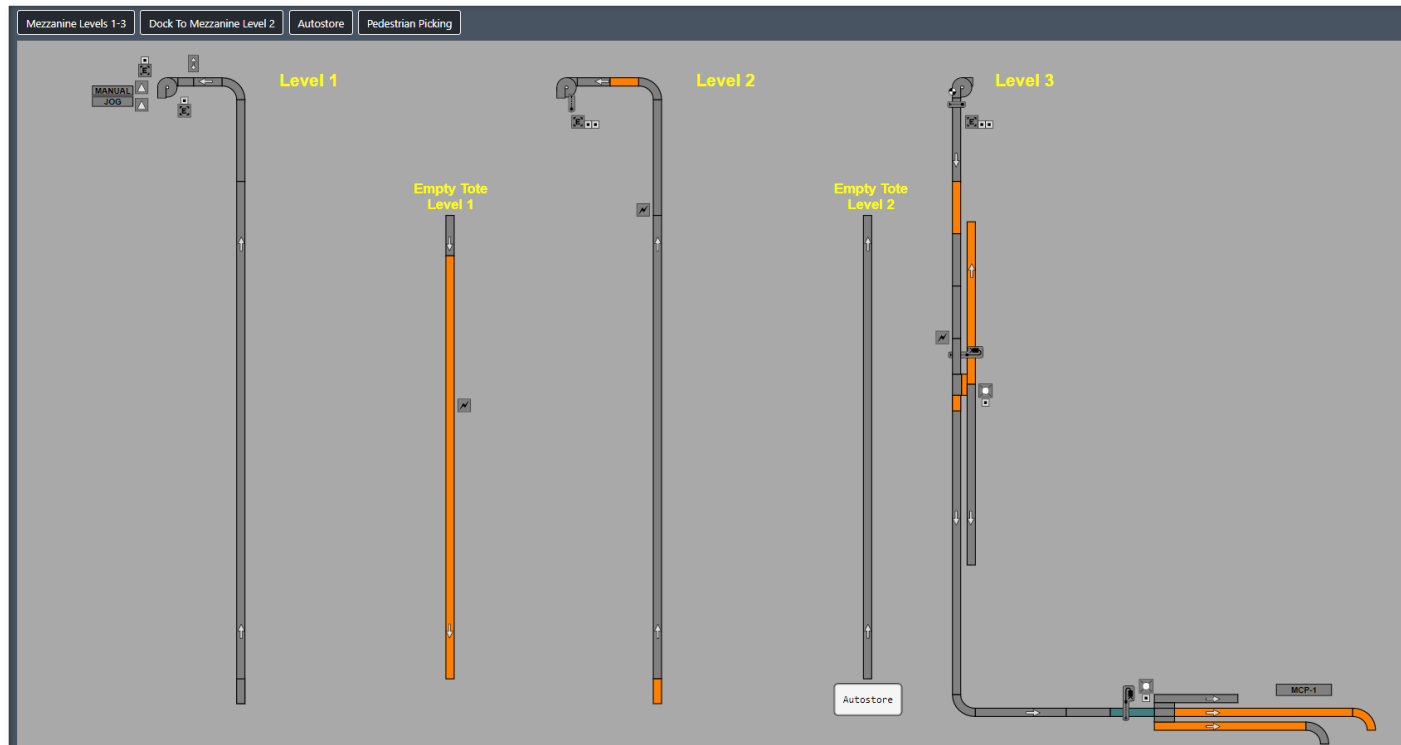 Mezzanine Levels 1-3
Dock To Mezzanine Level 2
Autostore
Pedestrian Picking
Level 1
Level 2
Level 3
E
MANUAL
JOG
E
E
E
Empty Tote
Level 1
Empty Tote
Level 2
Autostore
MCP-1